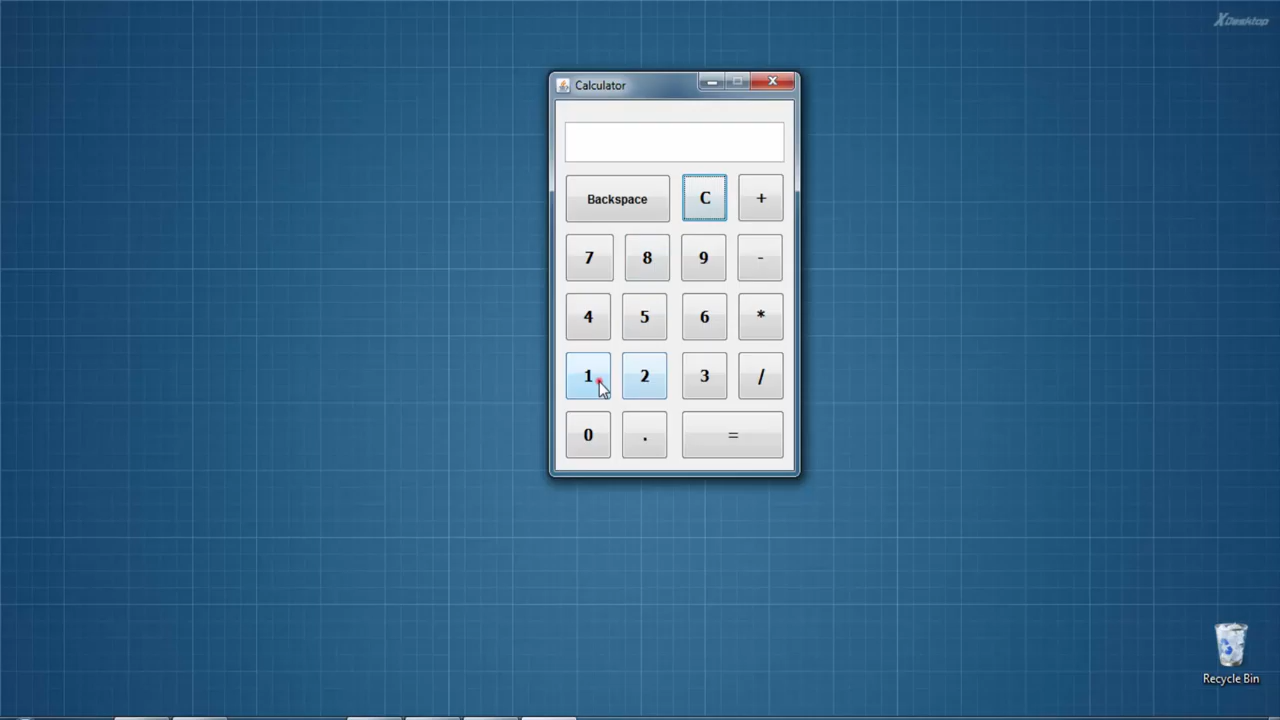 XDesktop
Calculator
Backspace C +
7 8 9 -
4 5 6 *
1 2 3 /
0 . =
Recycle Bin